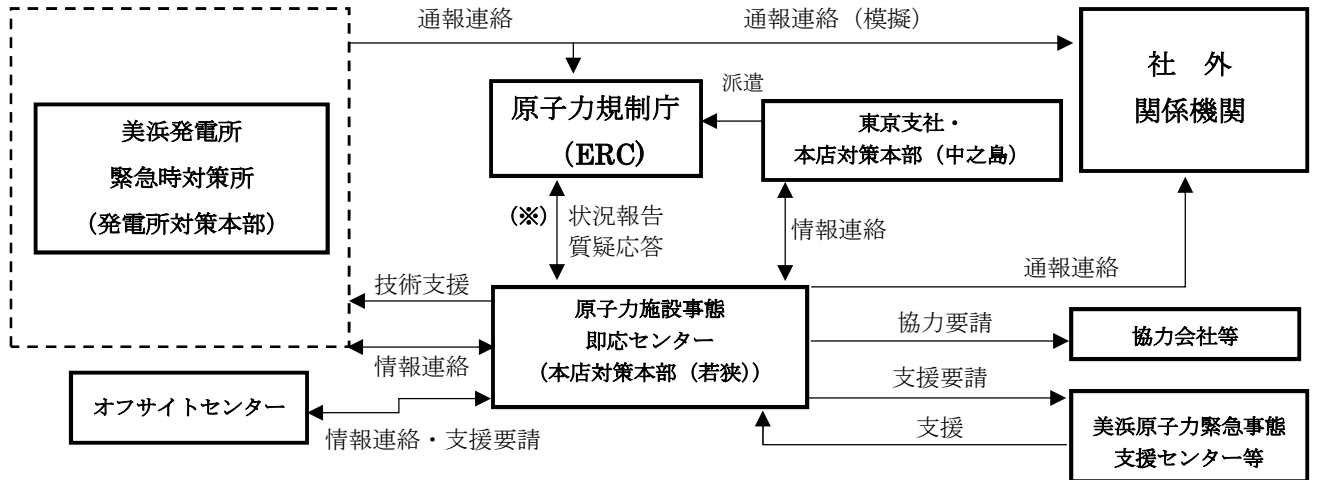 通報連絡
通報連絡（模擬）
社　外
関係機関
美浜発電所
緊急時対策所
（発電所対策本部）
原子力規制庁
（ERC）
派遣
東京支社・
本店対策本部（中之島）
（※）
状況報告
質疑応答
情報連絡
通報連絡
技術支援
原子力施設事態
即応センター
（本店対策本部（若狭））
協力要請
協力会社等
情報連絡
支援要請
オフサイトセンター
情報連絡・支援要請
支援
美浜原子力緊急事態
支援センター等